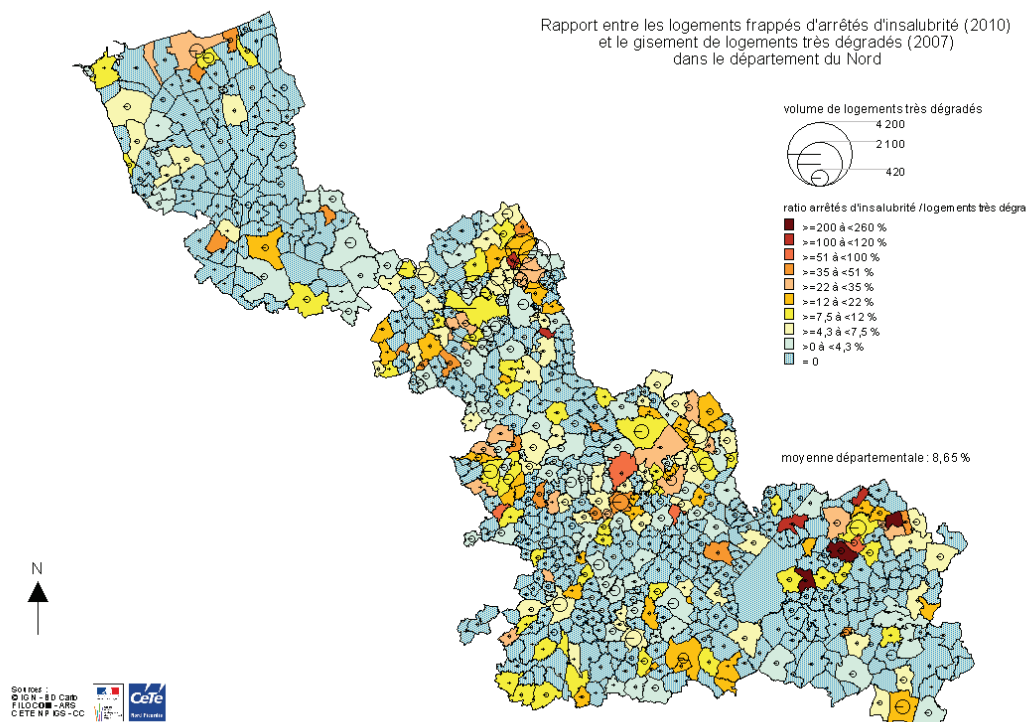 Rapport entre les logements frappés d'arrêtés d'insalubrité (2010)
et le gisement de logements très dégradés (2007)
dans le département du Nord
volume de logements très dégradés
4 200
2 100
420
ratio arrêtés d'insalubrité / logements très dégra
>=200 à <260 %
>=100 à <120 %
>=51 à <100 %
>=35 à <51 %
>=22 à <35 %
>=12 à <22 %
>=7,5 à <12 %
>=4,3 à <7,5 %
>0 à <4,3 %
= 0
moyenne départementale : 8,65 %
N
Sources :
© IGN - BD Carto
FILOCOM - ARS
CETE NP IGS - CC
CeTe
Nord Picardie